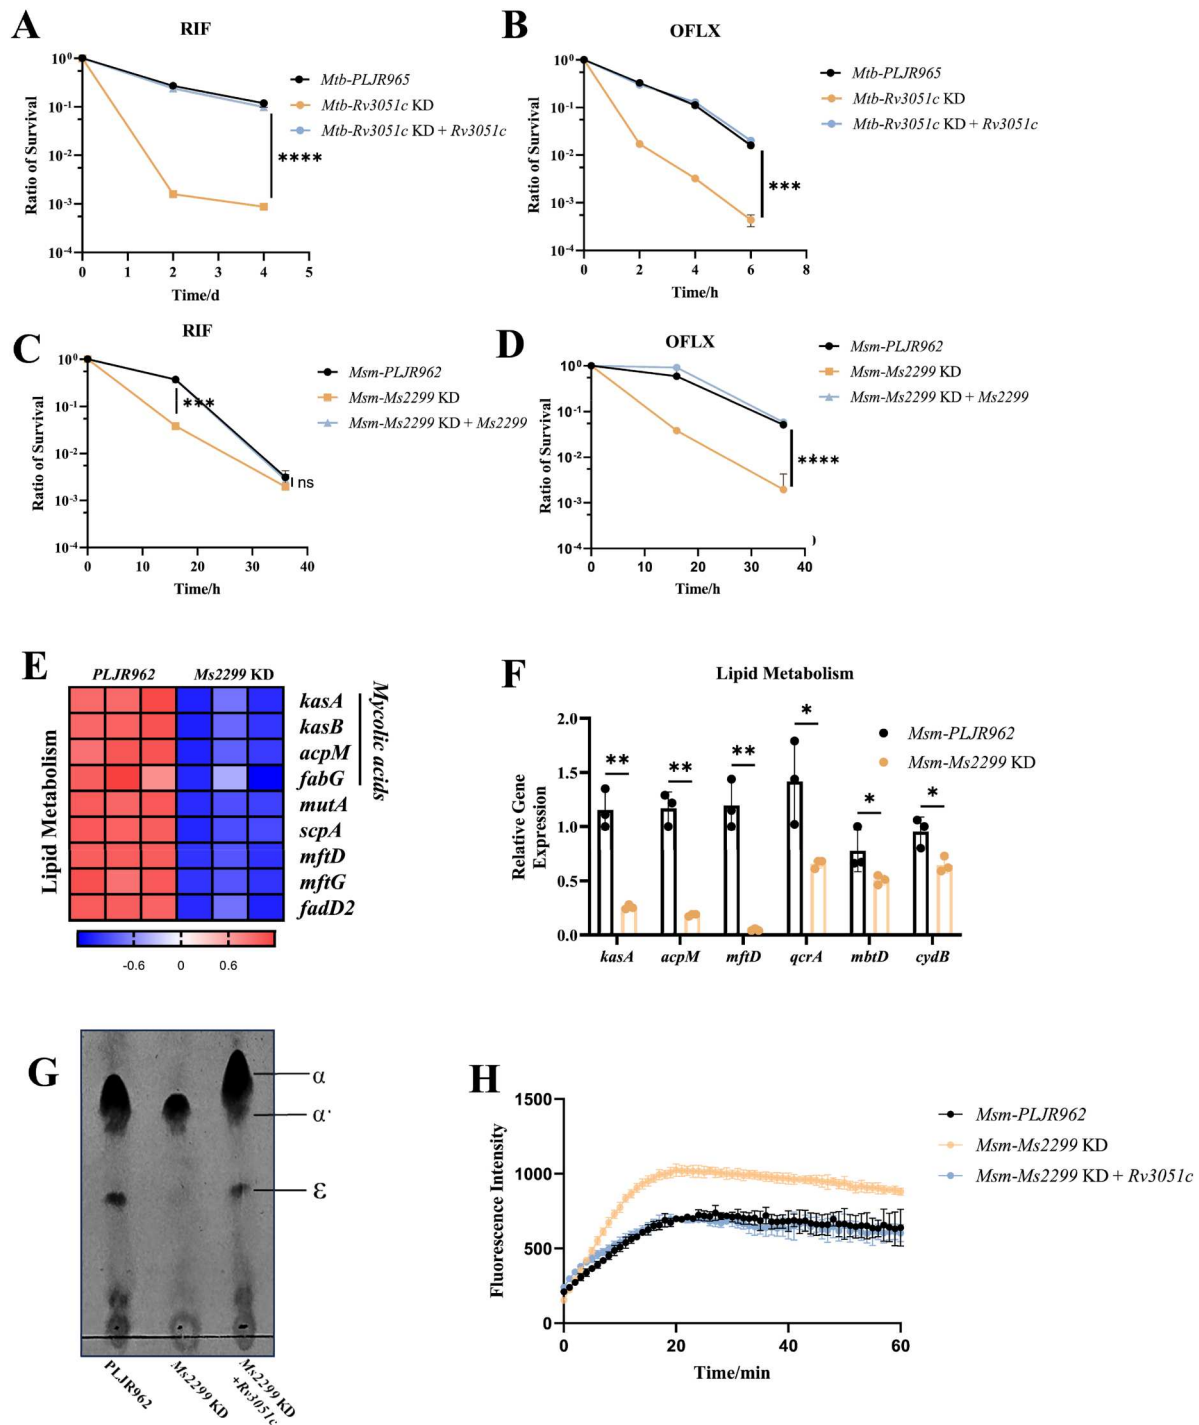 A
RIF
Ratio of Survival
10⁰
10⁻¹
10⁻²
10⁻³
10⁻⁴
0 1 2 3 4 5
Time/d
Mtb-PLJR965
Mtb-Rv3051c KD
Mtb-Rv3051c KD + Rv3051c
****
B
OFLX
Ratio of Survival
10⁰
10⁻¹
10⁻²
10⁻³
10⁻⁴
0 2 4 6 8
Time/h
Mtb-PLJR965
Mtb-Rv3051c KD
Mtb-Rv3051c KD + Rv3051c
***
C
RIF
Ratio of Survival
10⁰
10⁻¹
10⁻²
10⁻³
10⁻⁴
0 10 20 30 40
Time/h
Msm-PLJR962
Msm-Ms2299 KD
Msm-Ms2299 KD + Ms2299
***
ns
D
OFLX
Ratio of Survival
10⁰
10⁻¹
10⁻²
10⁻³
10⁻⁴
0 10 20 30 40
Time/h
Msm-PLJR962
Msm-Ms2299 KD
Msm-Ms2299 KD + Ms2299
****
)
E
PLJR962 Ms2299 KD
Lipid Metabolism
kasA
kasB
acpM
fabG
mutA
scpA
mftD
mftG
fadD2
Mycolic acids
-0.6 0 0.6
F
Lipid Metabolism
Relative Gene
Expression
2.0
1.5
1.0
0.5
0.0
** ** ** * * *
kasA acpM mftD qcrA mbtD cydB
Msm-PLJR962
Msm-Ms2299 KD
G
α
α'
ε
PLJR962
Ms2299 KD
Ms2299 KD
+Rv3051c
H
Fluorescence Intensity
1500
1000
500
0
0 20 40 60
Time/min
Msm-PLJR962
Msm-Ms2299 KD
Msm-Ms2299 KD + Rv3051c